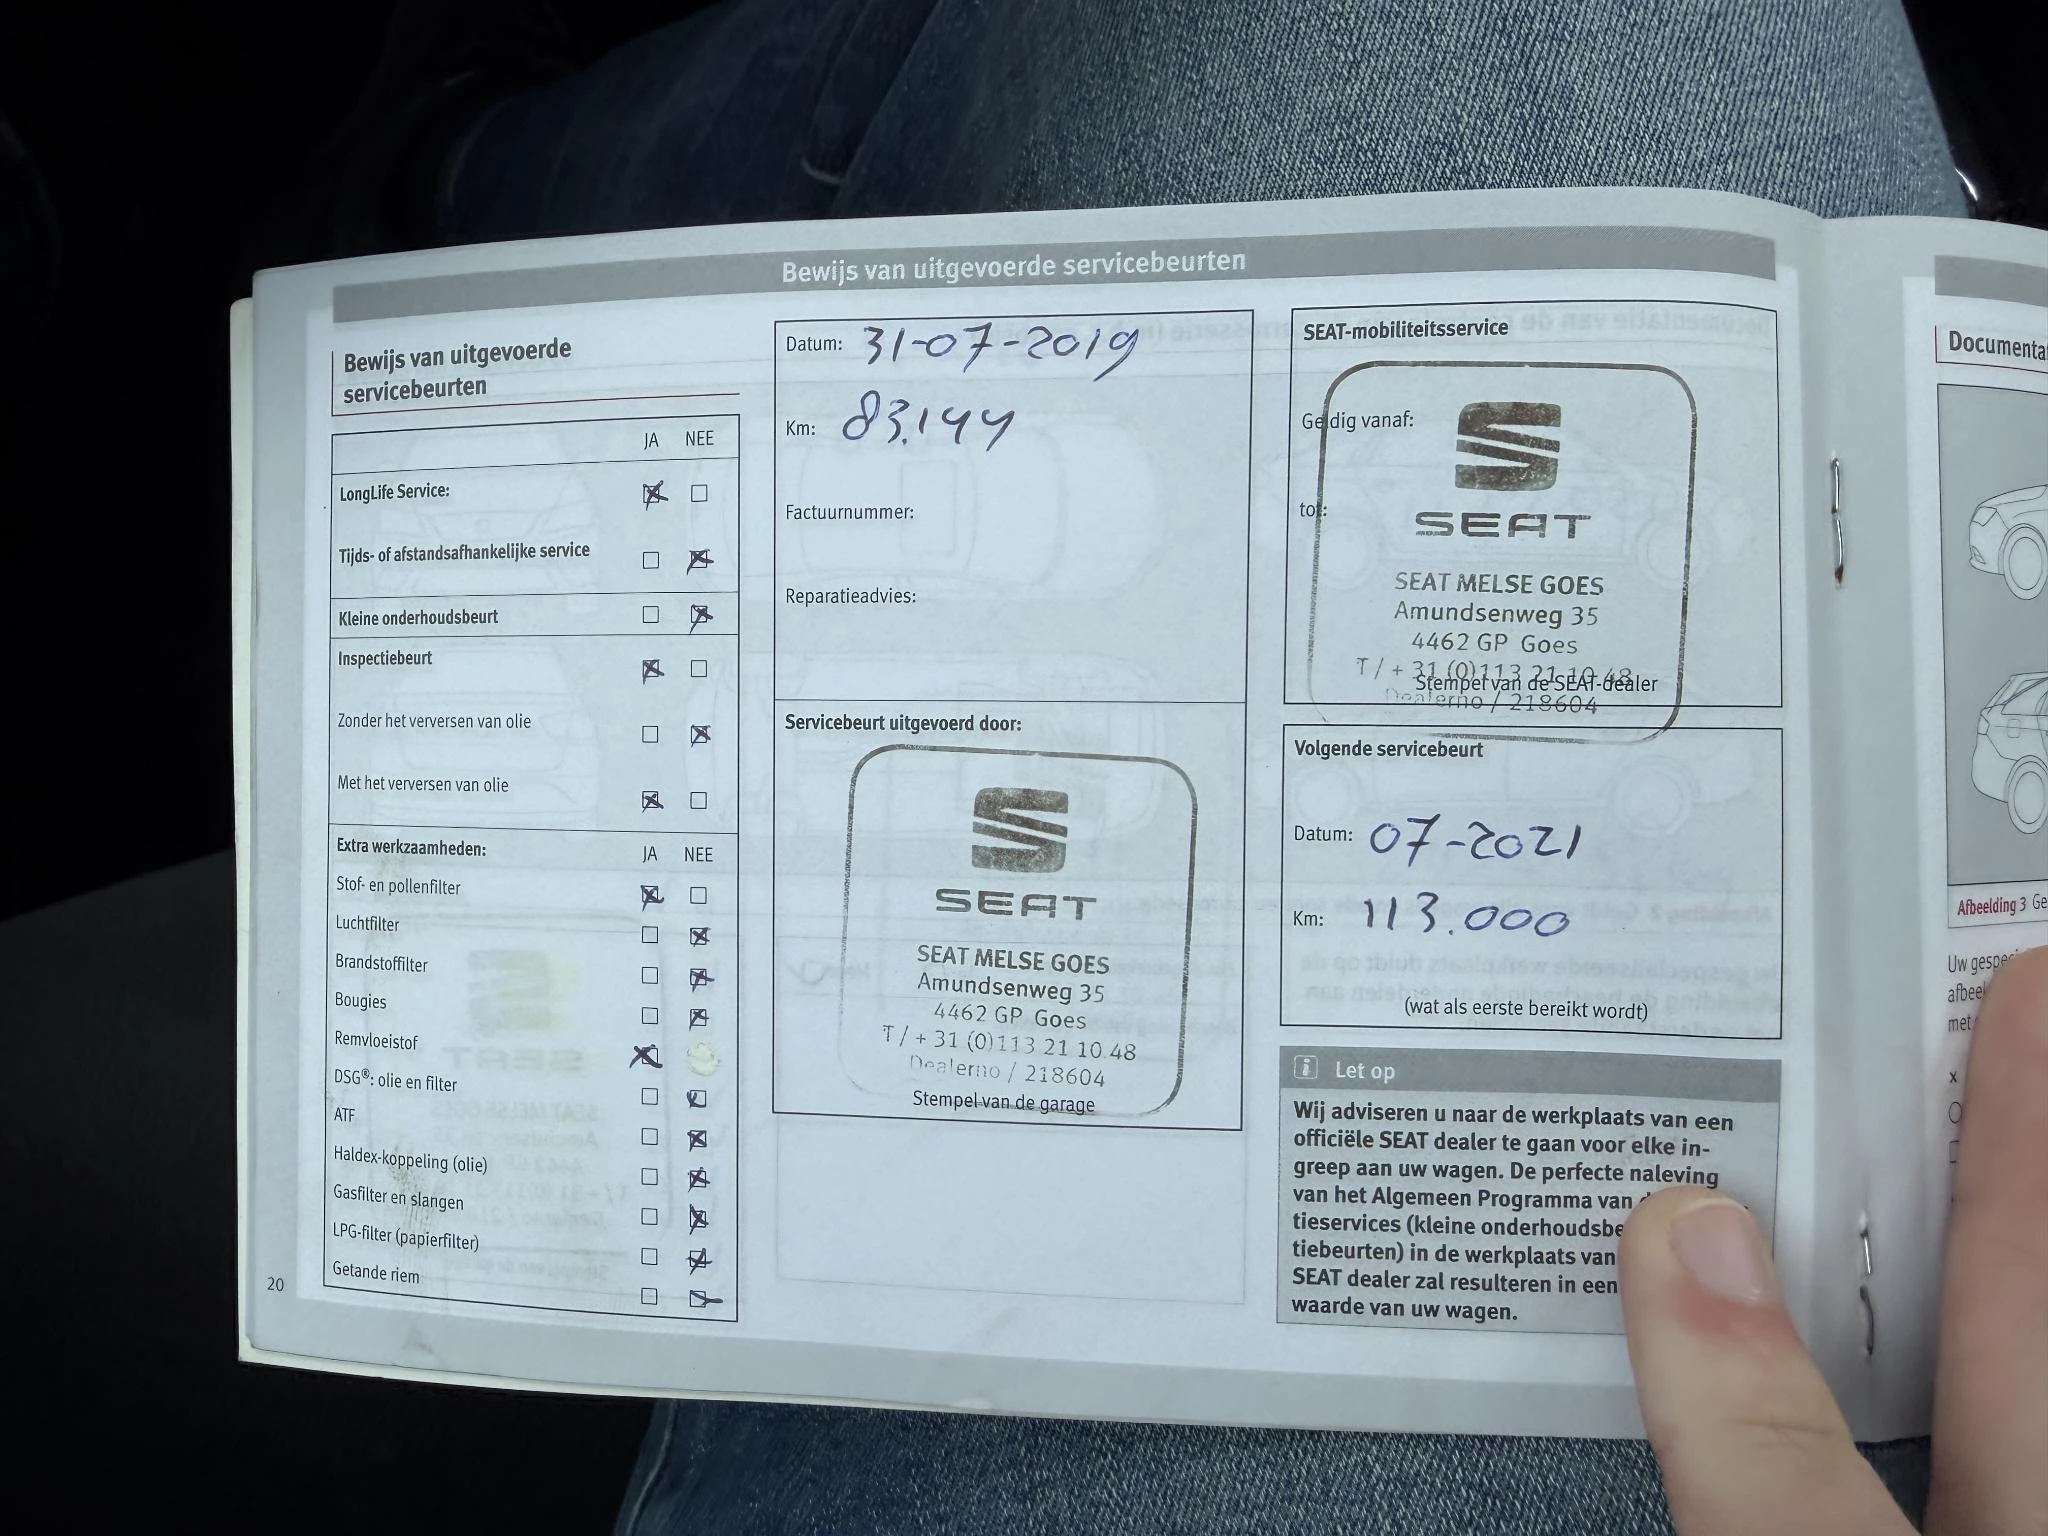 Bewijs van uitgevoerde servicebeurten
Bewijs van uitgevoerde
servicebeurten
JA NEE
LongLife Service:
Tijds- of afstandsafhankelijke service
Kleine onderhoudsbeurt
Inspectiebeurt
Zonder het verversen van olie
Met het verversen van olie
Extra werkzaamheden: JA NEE
Stof- en pollenfilter
Luchtfilter
Brandstoffilter
Bougies
Remvloeistof
DSG®: olie en filter
ATF
Haldex-koppeling (olie)
Gasfilter en slangen
LPG-filter (papierfilter)
Getande riem
20
Datum: 31-07-2019
Km: 83.144
Factuurnummer:
Reparatieadvies:
Servicebeurt uitgevoerd door:
SEAT
SEAT MELSE GOES
Amundsenweg 35
4462 GP Goes
T / + 31 (0)113 21 10 48
Dealerno / 218604
Stempel van de garage
SEAT-mobiliteitsservice
Geldig vanaf:
tot:
SEAT
SEAT MELSE GOES
Amundsenweg 35
4462 GP Goes
T / + 31 (0)113 21 10 48
Stempel van de SEAT-dealer
Dealerno / 218604
Volgende servicebeurt
Datum: 07-2021
Km: 113.000
(wat als eerste bereikt wordt)
i Let op
Wij adviseren u naar de werkplaats van een
officiële SEAT dealer te gaan voor elke in-
greep aan uw wagen. De perfecte naleving
van het Algemeen Programma van
tieservices (kleine onderhoudsbe
tiebeurten) in de werkplaats van
SEAT dealer zal resulteren in een
waarde van uw wagen.
Documenta
Afbeelding 3 Ge
Uw gespec
afbeel
met